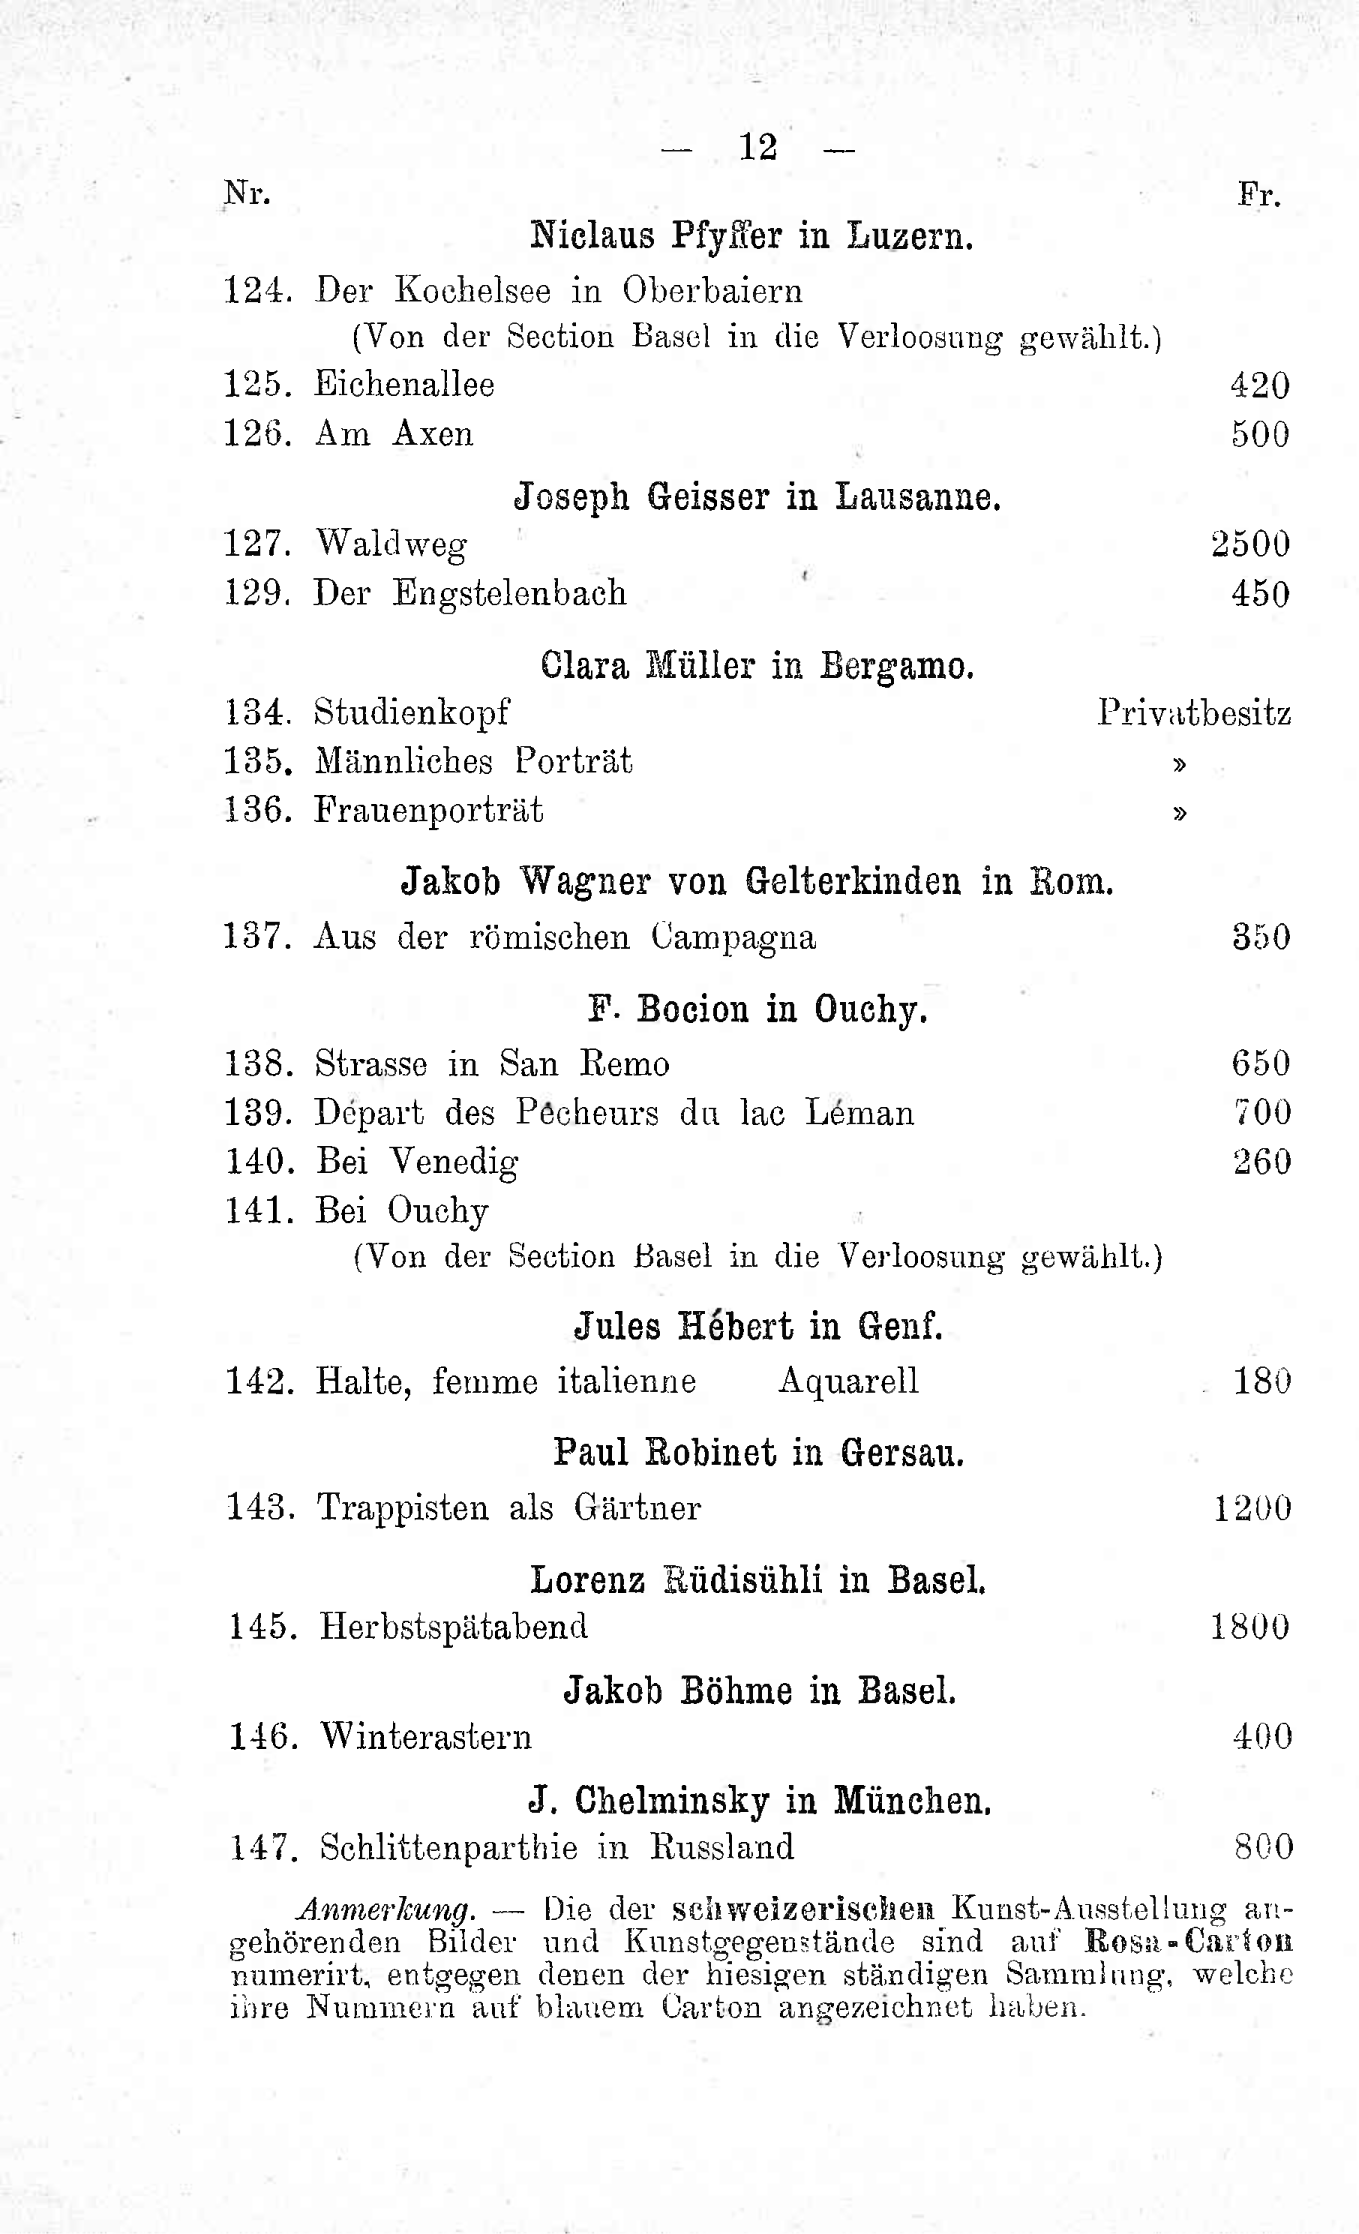 — 12 —
Nr. Fr.
Niclaus Pfyffer in Luzern.
124. Der Kochelsee in Oberbaiern
(Von der Section Basel in die Verloosung gewählt.)
125. Eichenallee 420
126. Am Axen 500
Joseph Geisser in Lausanne.
127. Waldweg 2500
129. Der Engstelenbach 450
Clara Müller in Bergamo.
134. Studienkopf Privatbesitz
135. Männliches Porträt »
136. Frauenporträt »
Jakob Wagner von Gelterkinden in Rom.
137. Aus der römischen Campagna 350
F. Bocion in Ouchy.
138. Strasse in San Remo 650
139. Départ des Pêcheurs du lac Léman 700
140. Bei Venedig 260
141. Bei Ouchy
(Von der Section Basel in die Verloosung gewählt.)
Jules Hébert in Genf.
142. Halte, femme italienne Aquarell 180
Paul Robinet in Gersau.
143. Trappisten als Gärtner 1200
Lorenz Rüdisühli in Basel.
145. Herbstspätabend 1800
Jakob Böhme in Basel.
146. Winterastern 400
J. Chelminsky in München.
147. Schlittenparthie in Russland 800
Anmerkung. — Die der schweizerischen Kunst-Ausstellung an-
gehörenden Bilder und Kunstgegenstände sind auf Rosa-Carton
numerirt, entgegen denen der hiesigen ständigen Sammlung, welche
ihre Nummern auf blauem Carton angezeichnet haben.